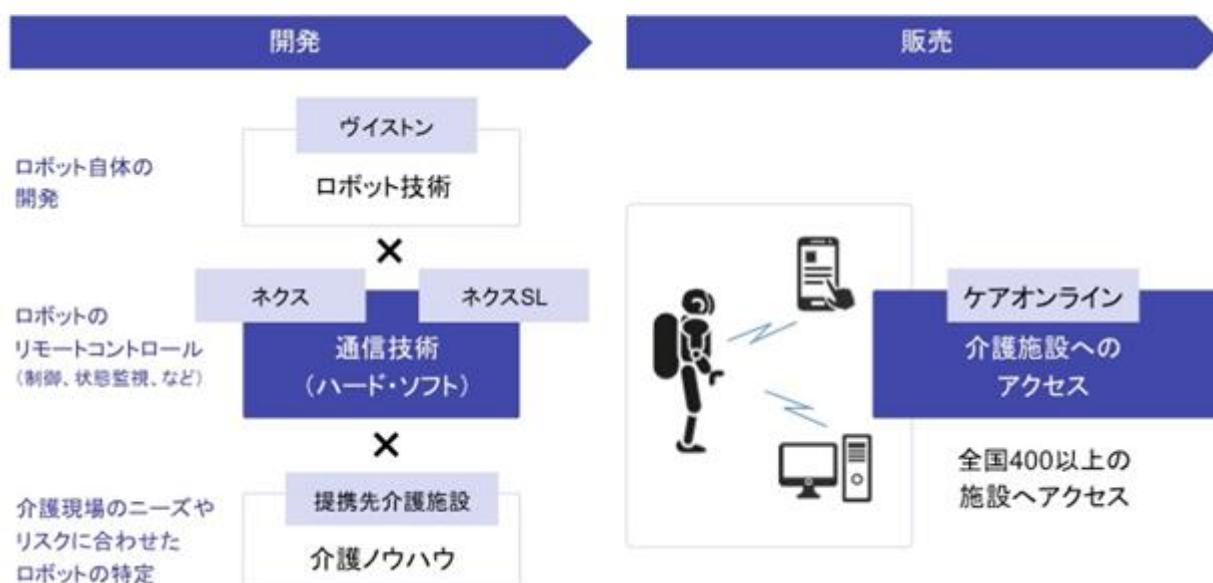 開発
販売
ロボット自体の
開発
ヴイストン
ロボット技術
×
ロボットの
リモートコントロール
(制御、状態監視、など)
ネクス
ネクスSL
通信技術
(ハード・ソフト)
×
介護現場のニーズや
リスクに合わせた
ロボットの特定
提携先介護施設
介護ノウハウ
ケアオンライン
介護施設への
アクセス
全国400以上の
施設へアクセス